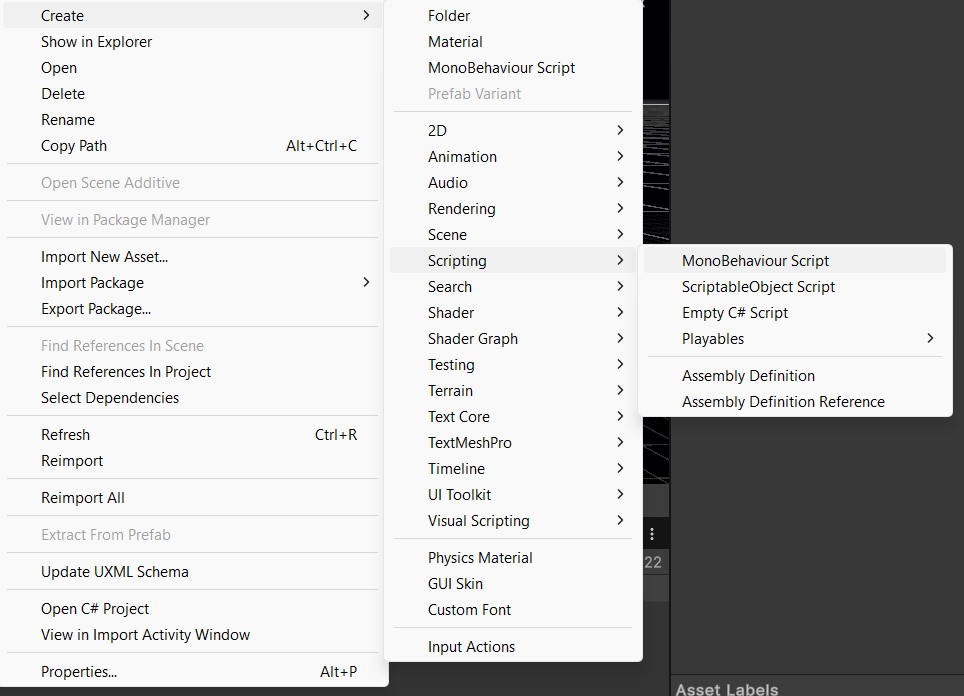 Create
Show in Explorer
Open
Delete
Rename
Copy Path Alt+Ctrl+C
Open Scene Additive
View in Package Manager
Import New Asset...
Import Package
Export Package...
Find References In Scene
Find References In Project
Select Dependencies
Refresh Ctrl+R
Reimport
Reimport All
Extract From Prefab
Update UXML Schema
Open C# Project
View in Import Activity Window
Properties... Alt+P
Folder
Material
MonoBehaviour Script
Prefab Variant
2D
Animation
Audio
Rendering
Scene
Scripting
Search
Shader
Shader Graph
Testing
Terrain
Text Core
TextMeshPro
Timeline
UI Toolkit
Visual Scripting
Physics Material
GUI Skin
Custom Font
Input Actions
MonoBehaviour Script
ScriptableObject Script
Empty C# Script
Playables
Assembly Definition
Assembly Definition Reference
22
Asset Labels